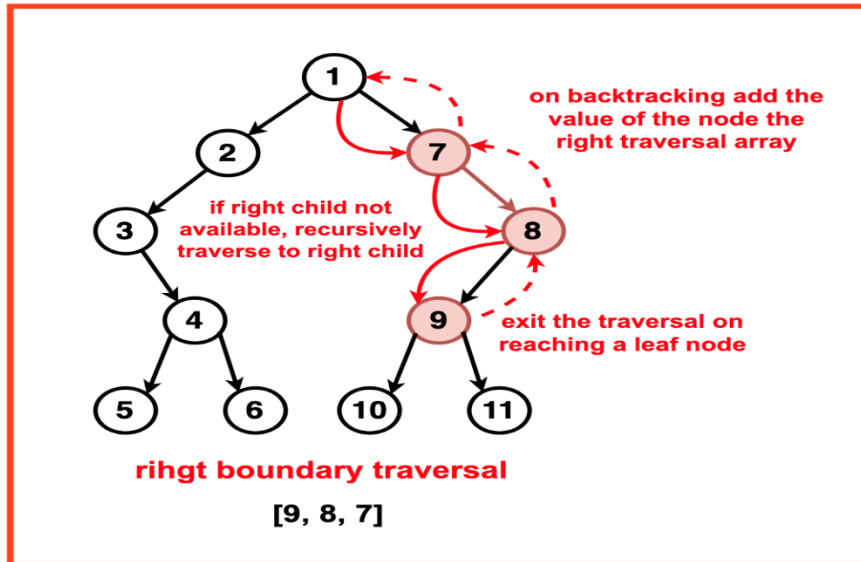 1
on backtracking add the
value of the node the
right traversal array
2
7
if right child not
available, recursively
traverse to right child
3
8
4
9
exit the traversal on
reaching a leaf node
5
6
10
11
rihgt boundary traversal
[9, 8, 7]